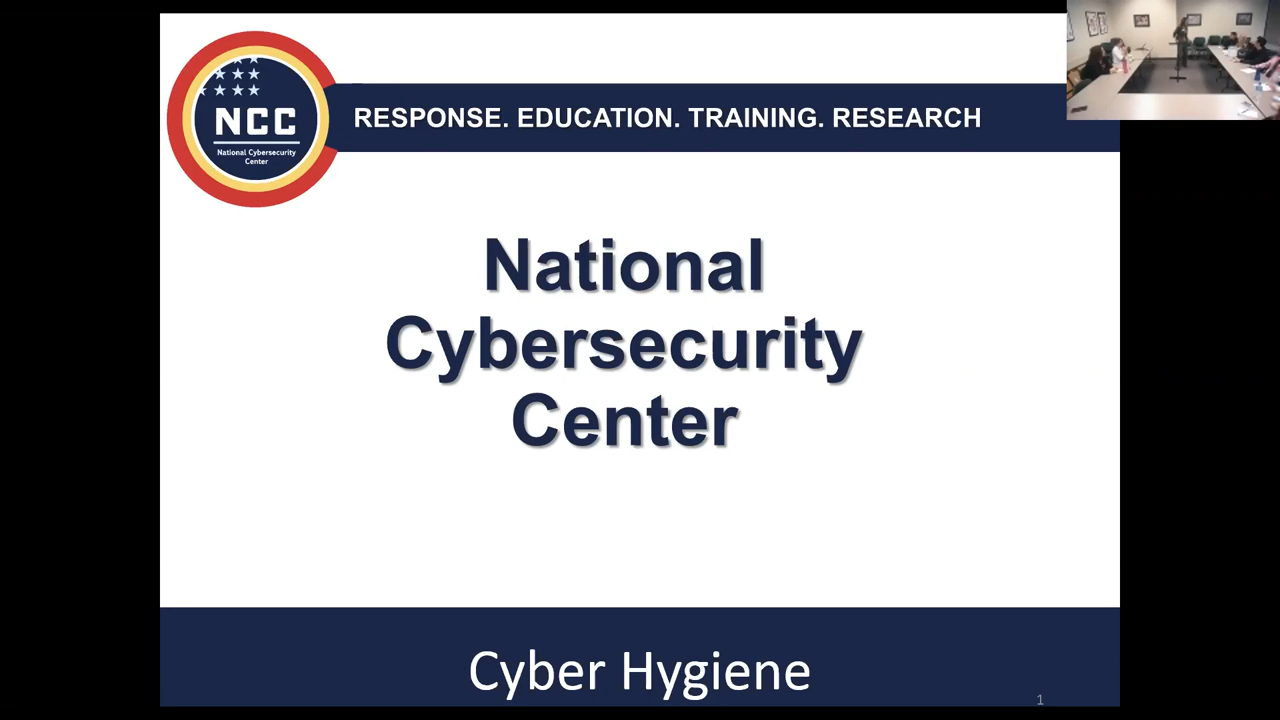 NCC
National Cybersecurity
Center
RESPONSE. EDUCATION. TRAINING. RESEARCH
National
Cybersecurity
Center
Cyber Hygiene
1